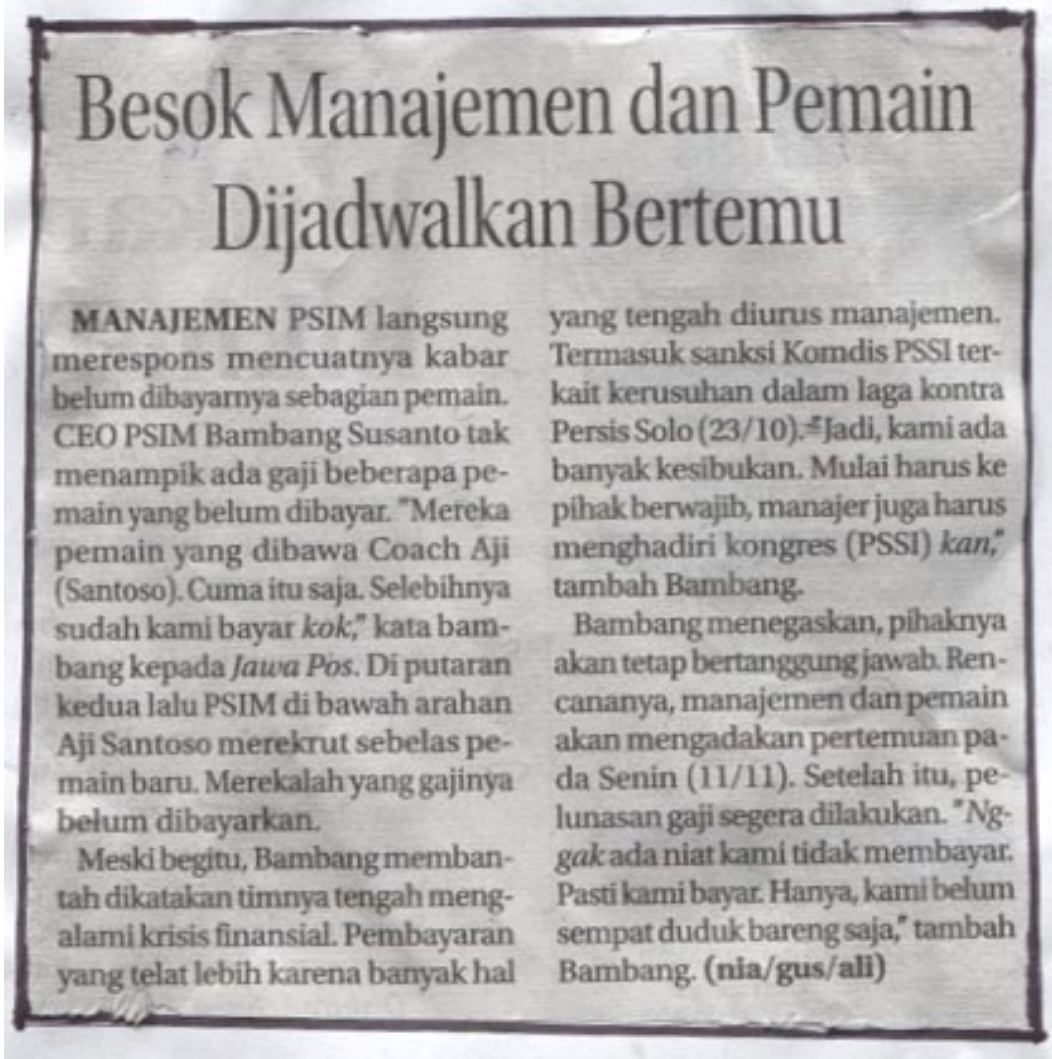 Besok Manajemen dan Pemain
Dijadwalkan Bertemu
MANAJEMEN PSIM langsung
merespons mencuatnya kabar
belum dibayarnya sebagian pemain.
CEO PSIM Bambang Susanto tak
menampik ada gaji beberapa pe-
main yang belum dibayar. "Mereka
pemain yang dibawa Coach Aji
(Santoso). Cuma itu saja. Selebihnya
sudah kami bayar kok," kata bam-
bang kepada Jawa Pos. Di putaran
kedua lalu PSIM di bawah arahan
Aji Santoso merekrut sebelas pe-
main baru. Merekalah yang gajinya
belum dibayarkan.
Meski begitu, Bambang memban-
tah dikatakan timnya tengah meng-
alami krisis finansial. Pembayaran
yang telat lebih karena banyak hal
yang tengah diurus manajemen.
Termasuk sanksi Komdis PSSI ter-
kait kerusuhan dalam laga kontra
Persis Solo (23/10). "Jadi, kami ada
banyak kesibukan. Mulai harus ke
pihak berwajib, manajer juga harus
menghadiri kongres (PSSI) kan,"
tambah Bambang.
Bambang menegaskan, pihaknya
akan tetap bertanggung jawab. Ren-
cananya, manajemen dan pemain
akan mengadakan pertemuan pa-
da Senin (11/11). Setelah itu, pe-
lunasan gaji segera dilakukan. "Ng-
gak ada niat kami tidak membayar.
Pasti kami bayar. Hanya, kami belum
sempat duduk bareng saja," tambah
Bambang. (nia/gus/ali)